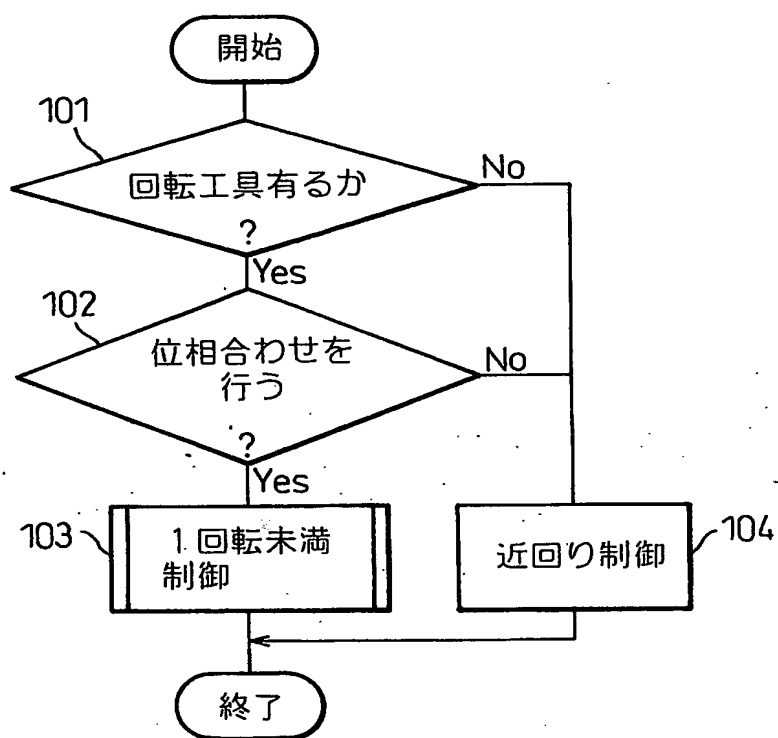 開始
101
回転工具有るか
?
No
Yes
102
位相合わせを
行う
?
No
Yes
103
1回転未満
制御
近回り制御
104
終了